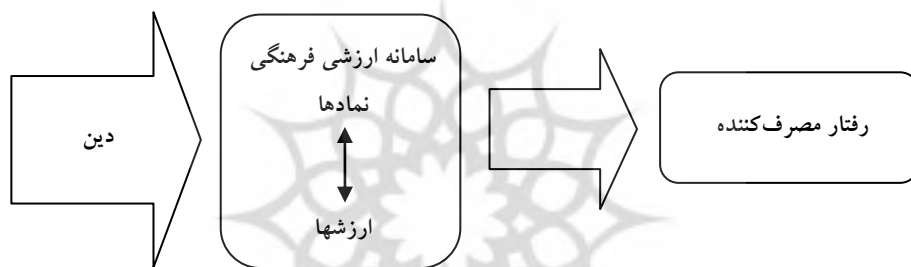 دین
سامانه ارزشی فرهنگی
نمادها
ارزشها
رفتار مصرف‌کننده